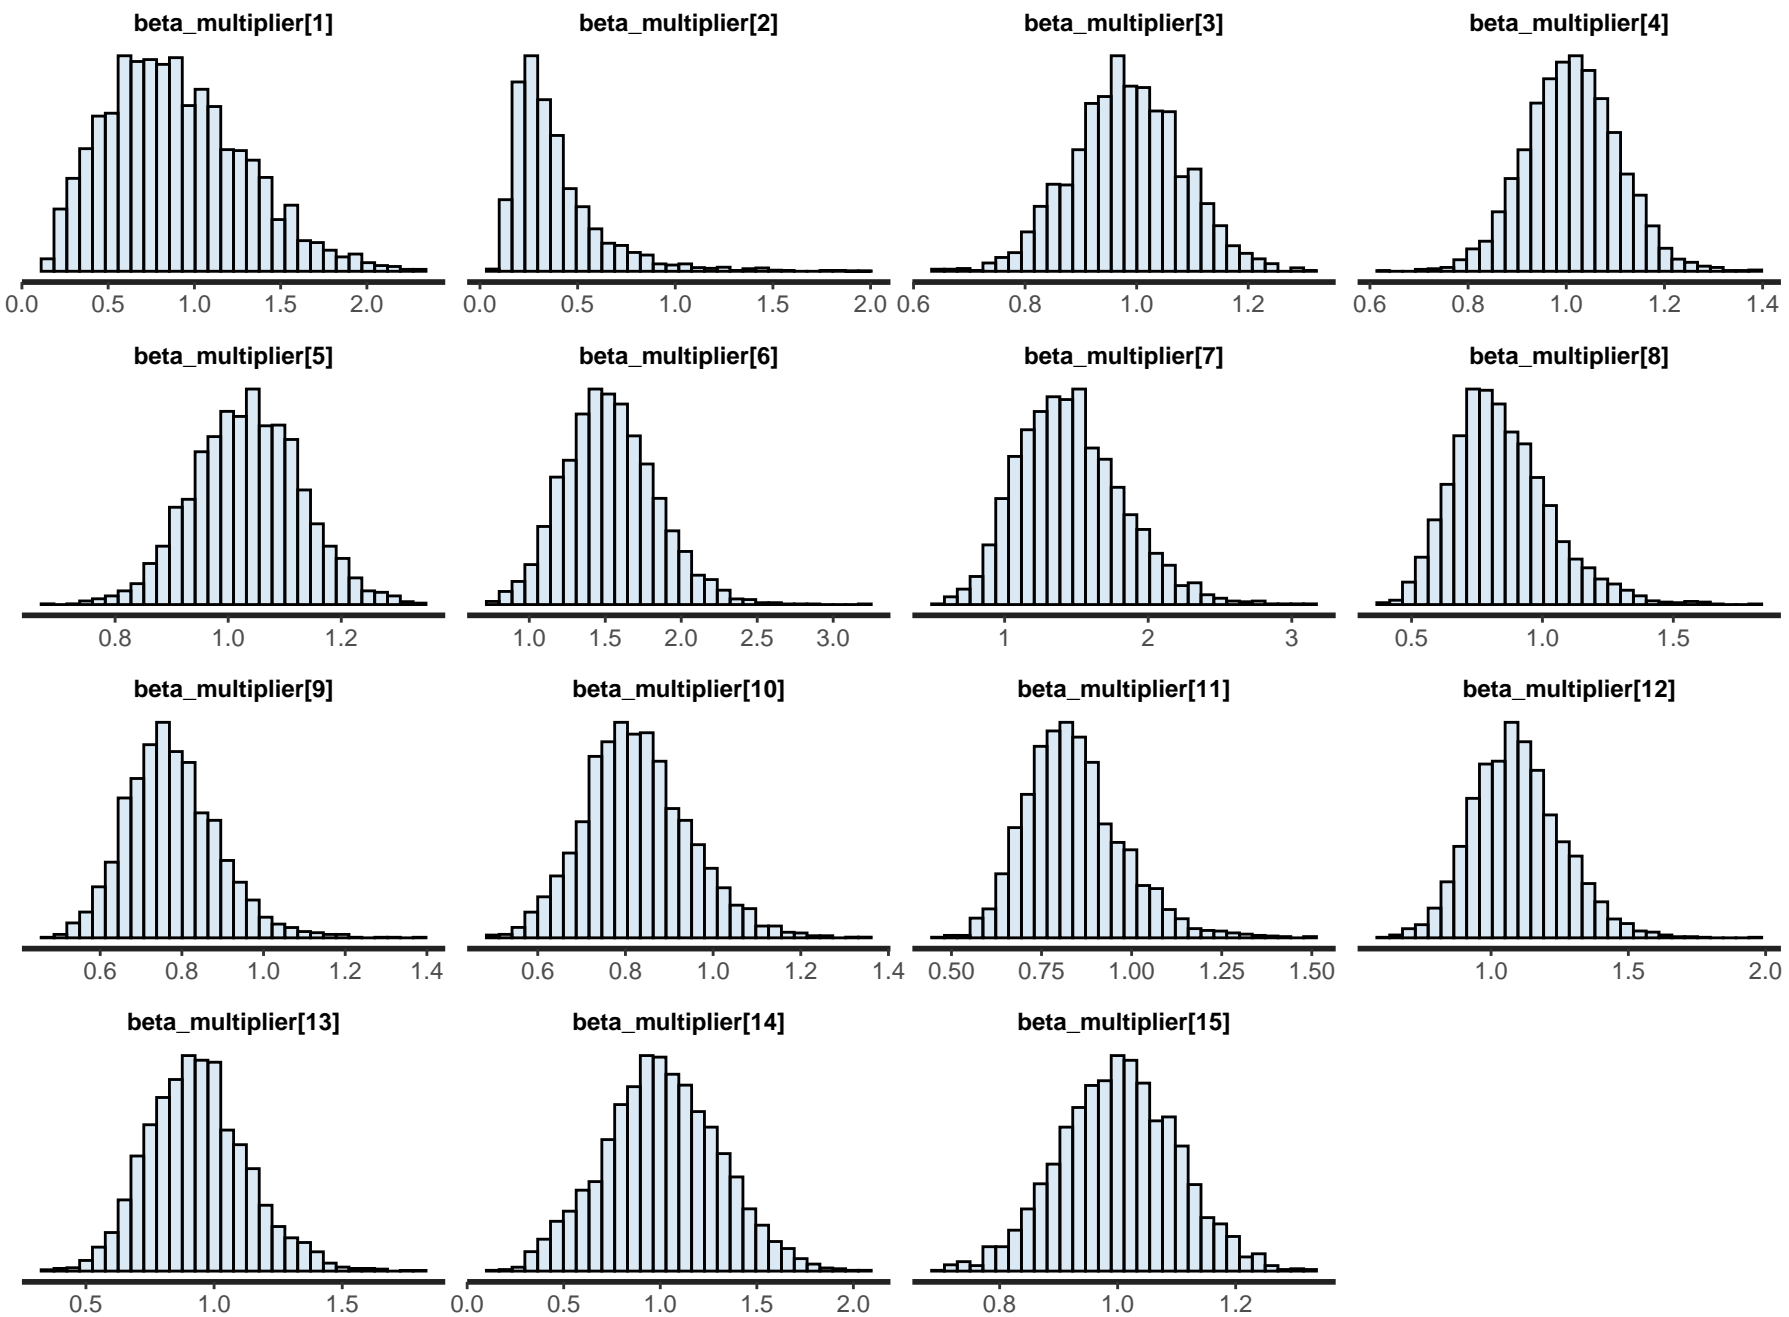 beta_multiplier[1] beta_multiplier[2] beta_multiplier[3] beta_multiplier[4]
0.0 0.5 1.0 1.5 2.0 0.0 0.5 1.0 1.5 2.0 0.6 0.8 1.0 1.2 0.6 0.8 1.0 1.2 1.4
beta_multiplier[5] beta_multiplier[6] beta_multiplier[7] beta_multiplier[8]
0.8 1.0 1.2 1.0 1.5 2.0 2.5 3.0 1 2 3 0.5 1.0 1.5
beta_multiplier[9] beta_multiplier[10] beta_multiplier[11] beta_multiplier[12]
0.6 0.8 1.0 1.2 1.4 0.6 0.8 1.0 1.2 1.4 0.50 0.75 1.00 1.25 1.50 1.0 1.5 2.0
beta_multiplier[13] beta_multiplier[14] beta_multiplier[15]
0.5 1.0 1.5 0.0 0.5 1.0 1.5 2.0 0.8 1.0 1.2